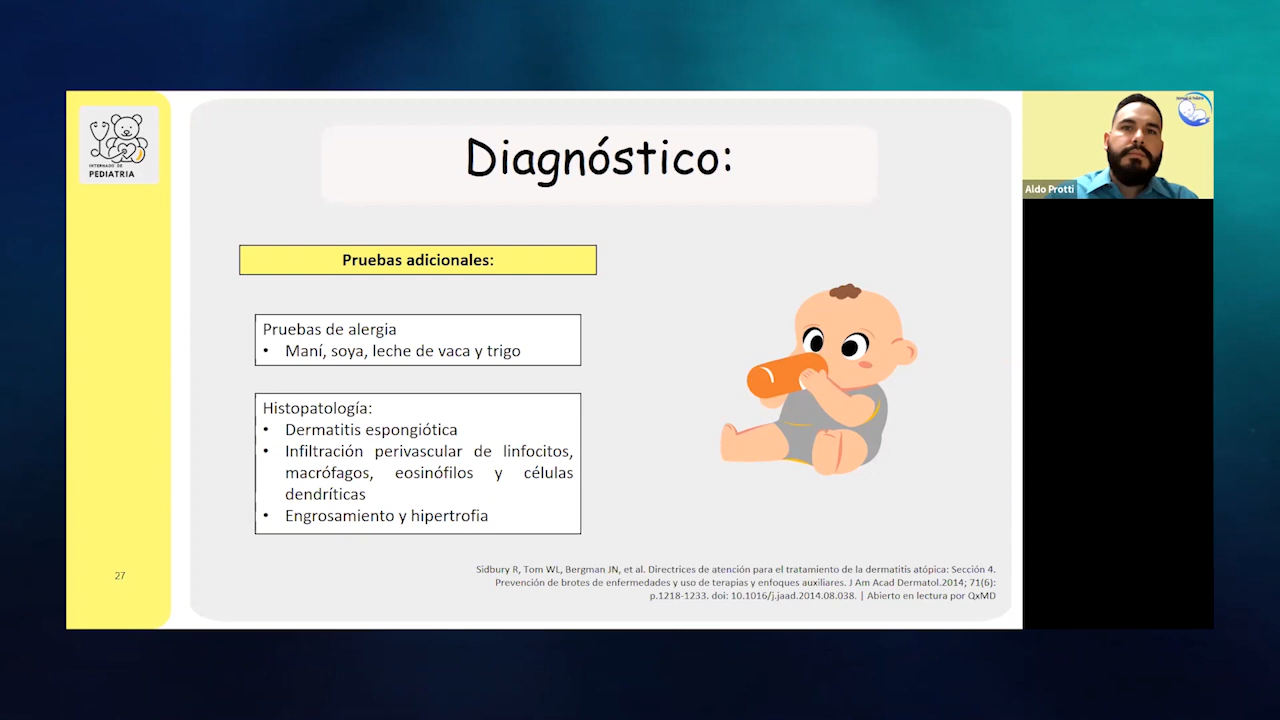 INTERNADO DE
PEDIATRIA
Diagnóstico:
Pruebas adicionales:
Pruebas de alergia
• Maní, soya, leche de vaca y trigo
Histopatología:
• Dermatitis espongiótica
• Infiltración perivascular de linfocitos,
macrófagos, eosinófilos y células
dendríticas
• Engrosamiento y hipertrofia
Sidbury R, Tom WL, Bergman JN, et al. Directrices de atención para el tratamiento de la dermatitis atópica: Sección 4.
Prevención de brotes de enfermedades y uso de terapias y enfoques auxiliares. J Am Acad Dermatol.2014; 71(6):
p.1218-1233. doi: 10.1016/j.jaad.2014.08.038. | Abierto en lectura por QxMD
27
Aldo Protti